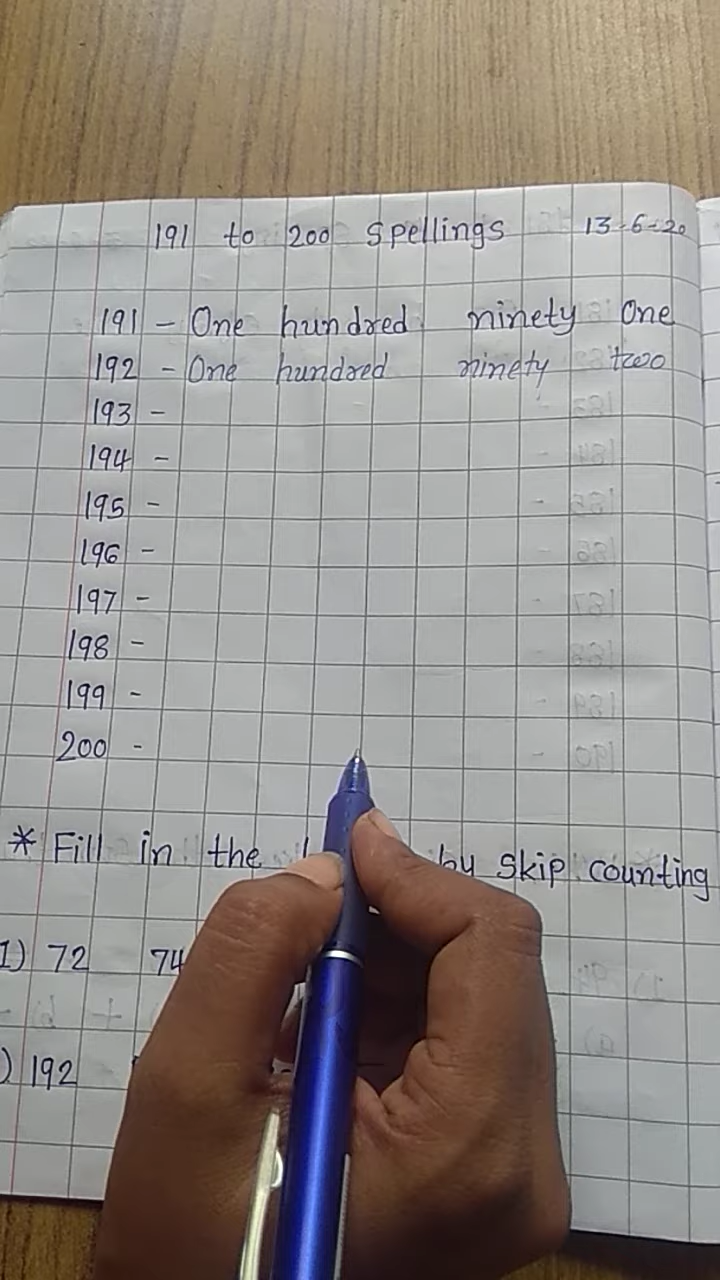 191 to 200 Spellings 13-6-20
191 - One hundred ninety One
192 - One hundred ninety two
193 -
194 -
195 -
196 -
197 -
198 -
199 -
200 -
* Fill in the by skip counting
1) 72 74
) 192